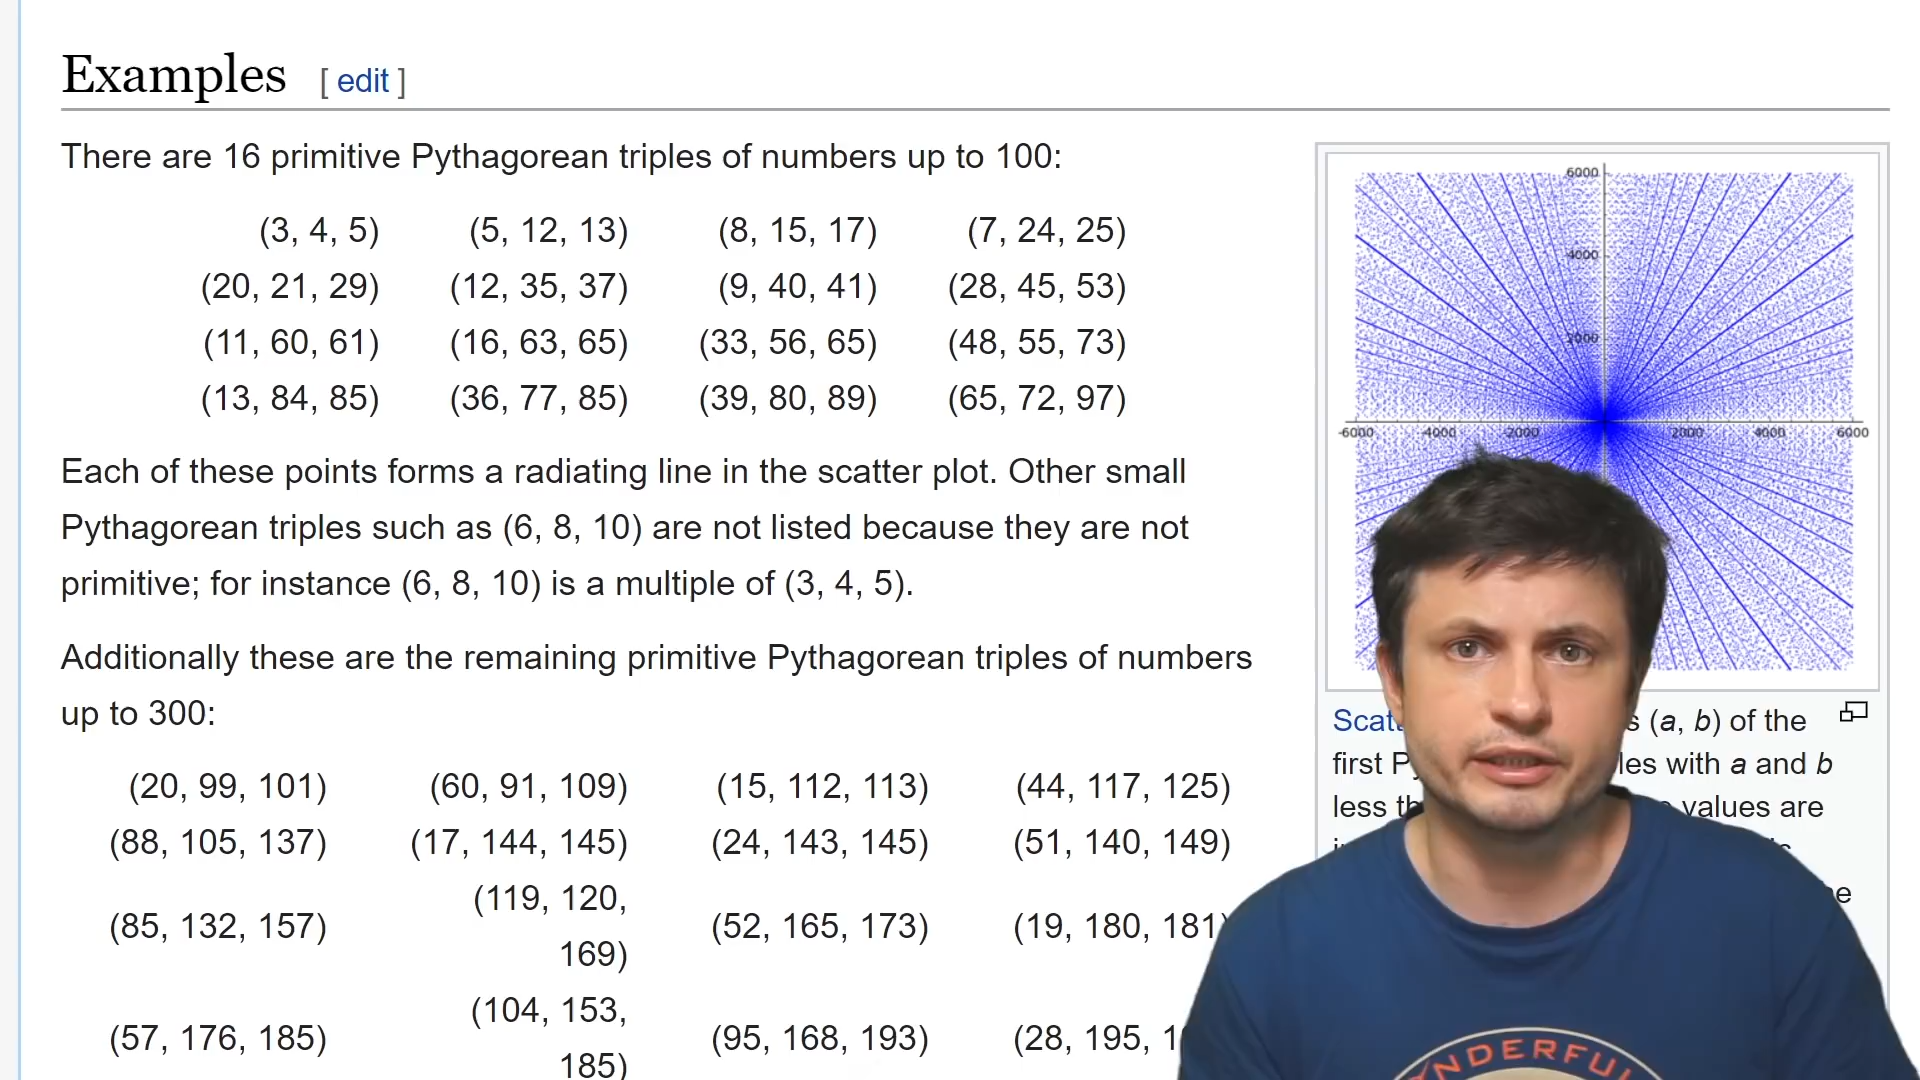 Examples [ edit ]
There are 16 primitive Pythagorean triples of numbers up to 100:
(3, 4, 5) (5, 12, 13) (8, 15, 17) (7, 24, 25)
(20, 21, 29) (12, 35, 37) (9, 40, 41) (28, 45, 53)
(11, 60, 61) (16, 63, 65) (33, 56, 65) (48, 55, 73)
(13, 84, 85) (36, 77, 85) (39, 80, 89) (65, 72, 97)
Each of these points forms a radiating line in the scatter plot. Other small
Pythagorean triples such as (6, 8, 10) are not listed because they are not
primitive; for instance (6, 8, 10) is a multiple of (3, 4, 5).
Additionally these are the remaining primitive Pythagorean triples of numbers
up to 300:
(20, 99, 101) (60, 91, 109) (15, 112, 113) (44, 117, 125)
(88, 105, 137) (17, 144, 145) (24, 143, 145) (51, 140, 149)
(85, 132, 157) (119, 120, 169) (52, 165, 173) (19, 180, 181)
(57, 176, 185) (104, 153, 185) (95, 168, 193) (28, 195,
6000
4000
2000
-6000 -4000 -2000 2000 4000 6000
(a, b) of the
first with a and b
less values are